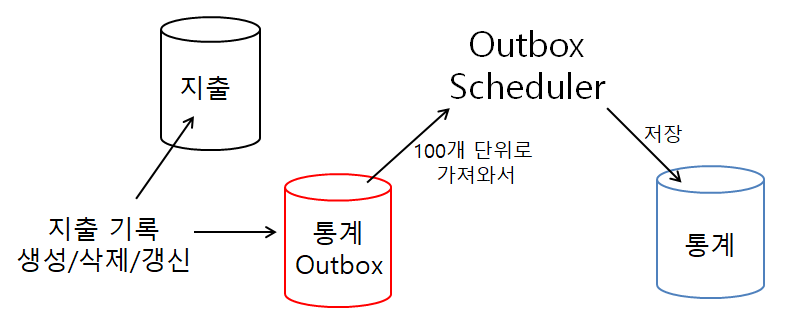 지출
Outbox
Scheduler
100개 단위로
가져와서
저장
지출 기록
생성/삭제/갱신
통계
Outbox
통계